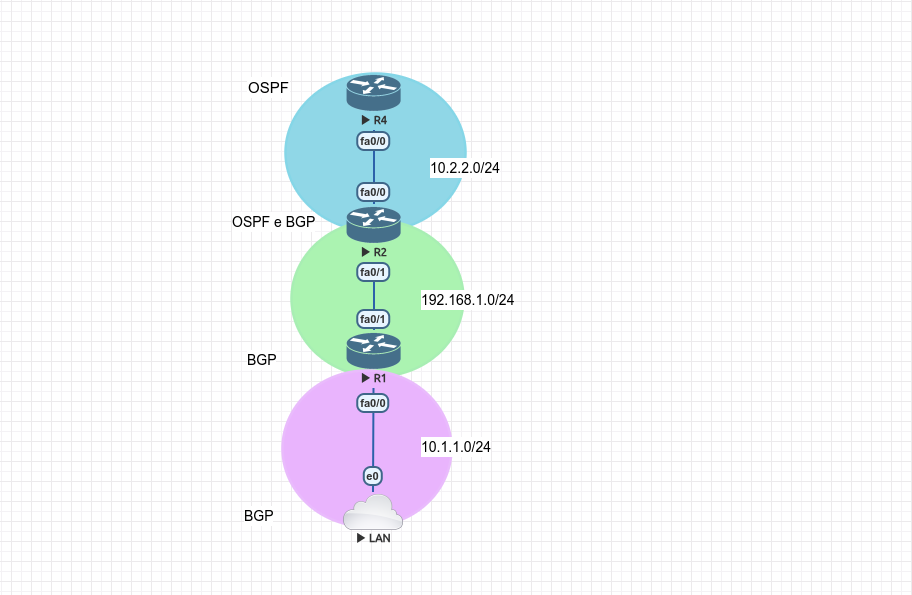 OSPF
R4
fa0/0
10.2.2.0/24
fa0/0
OSPF e BGP
R2
fa0/1
192.168.1.0/24
fa0/1
BGP
R1
fa0/0
10.1.1.0/24
e0
BGP
LAN